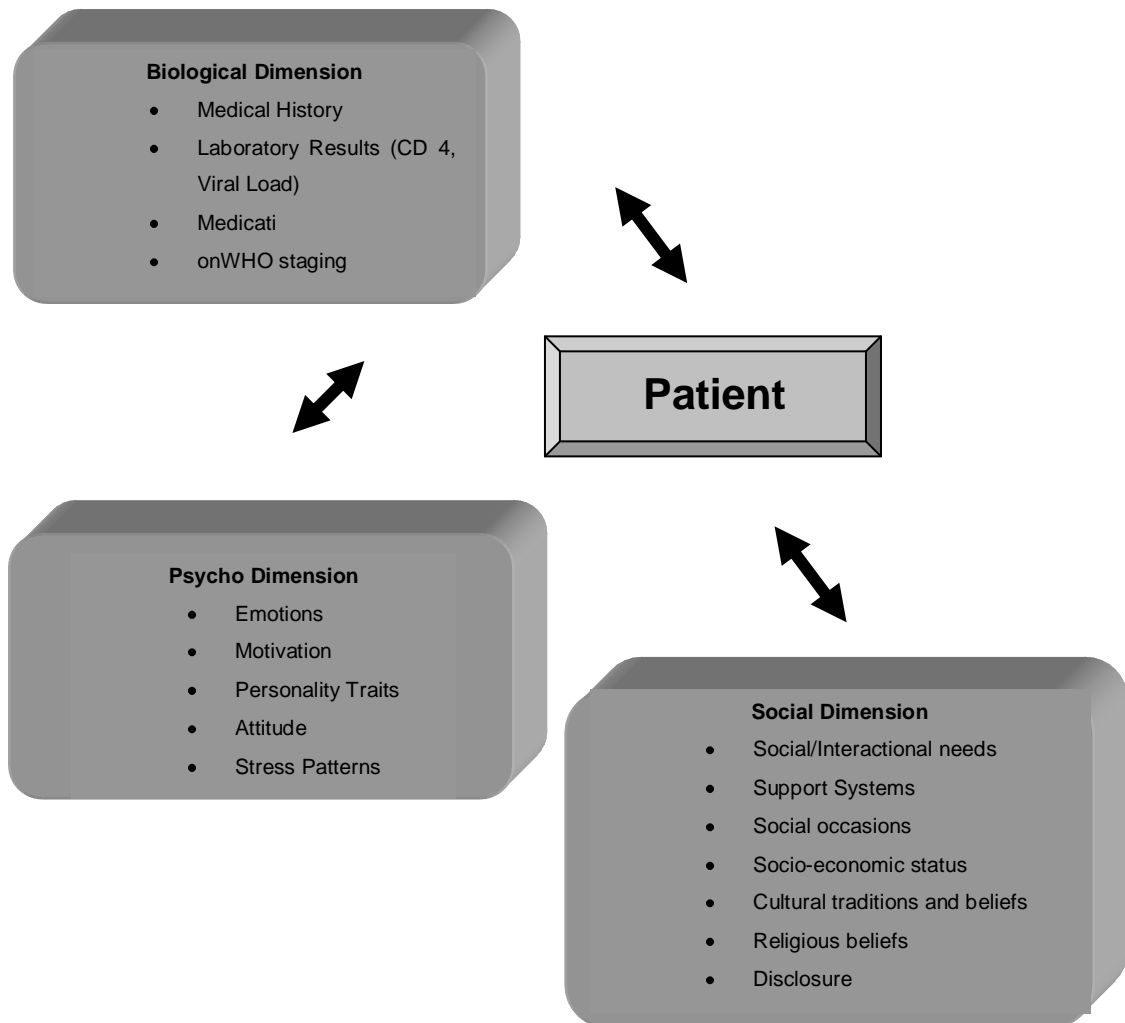 Biological Dimension
• Medical History
• Laboratory Results (CD 4,
Viral Load)
• Medicati
• onWHO staging
Patient
Psycho Dimension
• Emotions
• Motivation
• Personality Traits
• Attitude
• Stress Patterns
Social Dimension
• Social/Interactional needs
• Support Systems
• Social occasions
• Socio-economic status
• Cultural traditions and beliefs
• Religious beliefs
• Disclosure